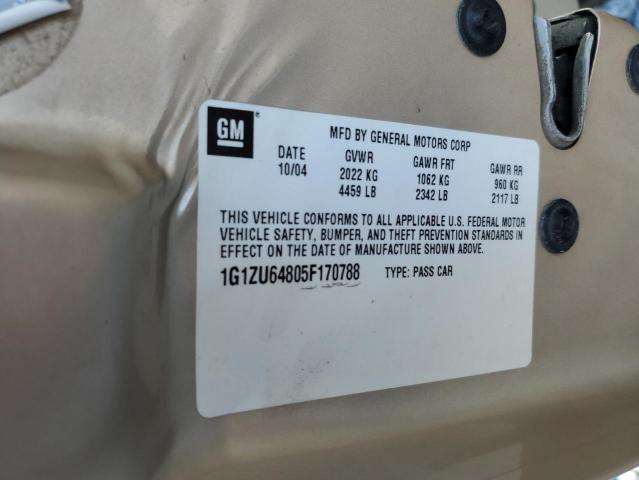 GM ®
MFD BY GENERAL MOTORS CORP
DATE GVWR GAWR FRT GAWR RR
10/04 2022 KG 1062 KG 960 KG
4459 LB 2342 LB 2117 LB
THIS VEHICLE CONFORMS TO ALL APPLICABLE U.S. FEDERAL MOTOR
VEHICLE SAFETY, BUMPER, AND THEFT PREVENTION STANDARDS IN
EFFECT ON THE DATE OF MANUFACTURE SHOWN ABOVE.
1G1ZU64805F170788 TYPE: PASS CAR